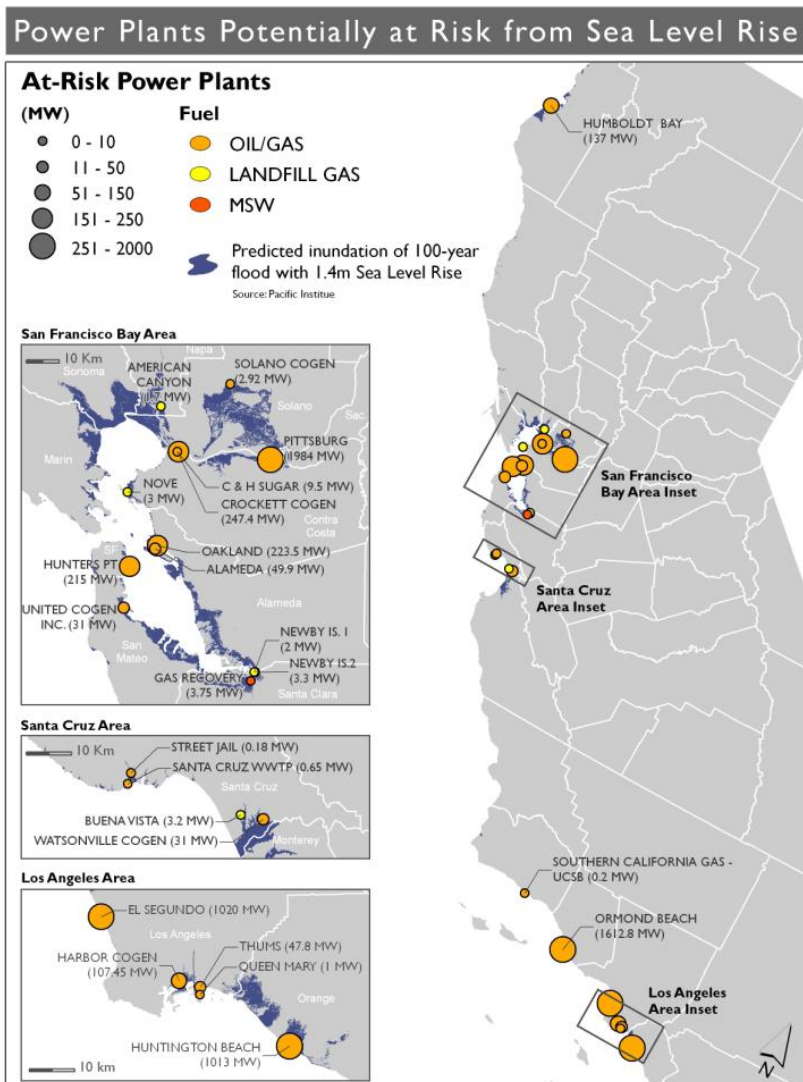 Power Plants Potentially at Risk from Sea Level Rise
At-Risk Power Plants
(MW)
0 - 10
11 - 50
51 - 150
151 - 250
251 - 2000
Fuel
OIL/GAS
LANDFILL GAS
MSW
Predicted inundation of 100-year
flood with 1.4m Sea Level Rise
Source: Pacific Institue
HUMBOLDT BAY
(137 MW)
San Francisco
Bay Area Inset
Santa Cruz
Area Inset
SOUTHERN CALIFORNIA GAS -
UCSB (0.2 MW)
ORMOND BEACH
(1612.8 MW)
Los Angeles
Area Inset
N
San Francisco Bay Area
10 Km
Sonoma
Napa
AMERICAN
CANYON
(1.7 MW)
SOLANO COGEN
(2.92 MW)
Solano
Sac
Marin
PITTSBURG
(1984 MW)
NOVE
(3 MW)
C & H SUGAR (9.5 MW)
CROCKETT COGEN
(247.4 MW)
Contra
Costa
SF
OAKLAND (223.5 MW)
ALAMEDA (49.9 MW)
HUNTERS PT
(215 MW)
UNITED COGEN
INC. (31 MW)
Alameda
San
Mateo
NEWBY IS. 1
(2 MW)
NEWBY IS.2
(3.3 MW)
GAS RECOVERY
(3.75 MW)
Santa Clara
Santa Cruz Area
10 Km
STREET JAIL (0.18 MW)
SANTA CRUZ WWTP (0.65 MW)
Santa Cruz
BUENA VISTA (3.2 MW)
WATSONVILLE COGEN (31 MW)
Monterey
Los Angeles Area
EL SEGUNDO (1020 MW)
Los Angeles
HARBOR COGEN
(107.45 MW)
THUMS (47.8 MW)
QUEEN MARY (1 MW)
Orange
HUNTINGTON BEACH
(1013 MW)
10 km